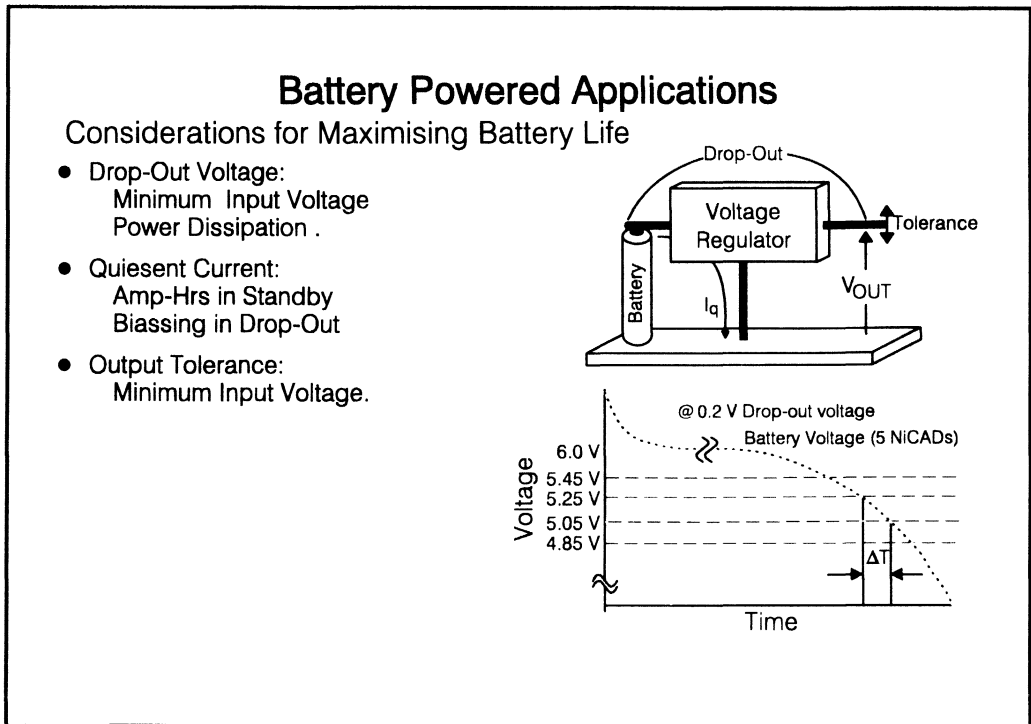 Battery Powered Applications
Considerations for Maximising Battery Life
● Drop-Out Voltage:
Minimum Input Voltage
Power Dissipation .
● Quiesent Current:
Amp-Hrs in Standby
Biassing in Drop-Out
● Output Tolerance:
Minimum Input Voltage.
Drop-Out
Voltage
Regulator
Tolerance
Battery
Iq
VOUT
@ 0.2 V Drop-out voltage
Battery Voltage (5 NiCADs)
Voltage
6.0 V
5.45 V
5.25 V
5.05 V
4.85 V
ΔT
Time